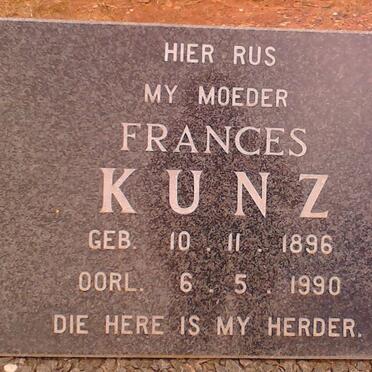 HIER RUS
MY MOEDER
FRANCES
KUNZ
GEB. 10 . 11 . 1896
OORL. 6 . 5 . 1990
DIE HERE IS MY HERDER.